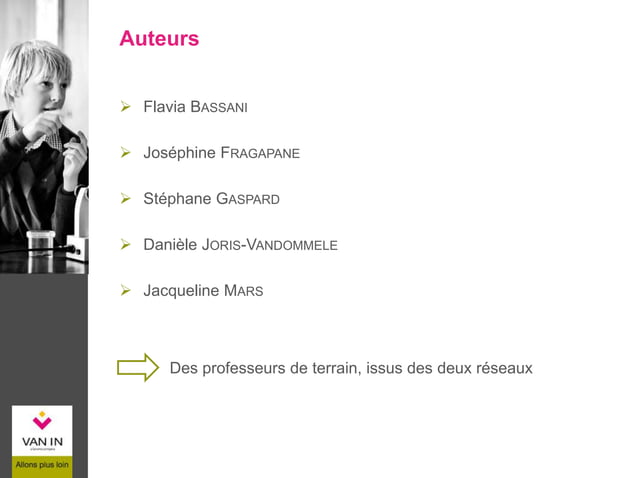 Auteurs
Flavia BASSANI
Joséphine FRAGAPANE
Stéphane GASPARD
Danièle JORIS-VANDOMMELE
Jacqueline MARS
Des professeurs de terrain, issus des deux réseaux
VAN IN
Allons plus loin